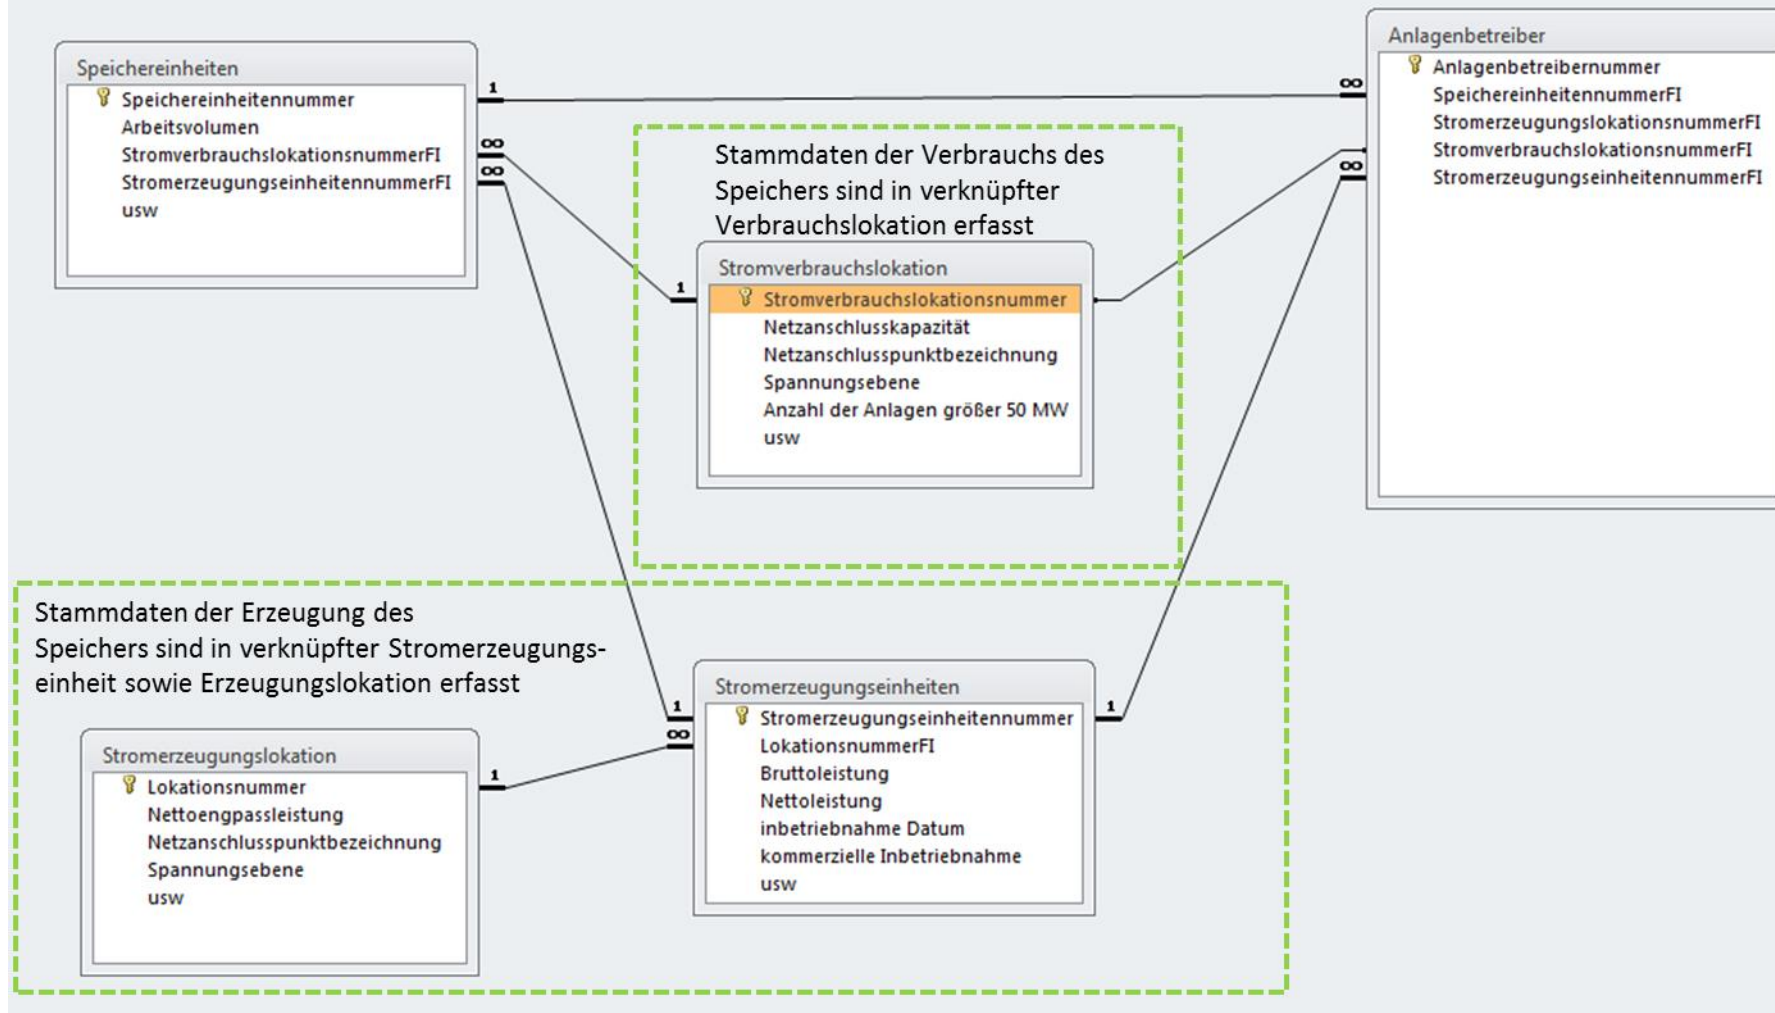 Speichereinheiten
Speichereinheitennummer
Arbeitsvolumen
StromverbrauchslokationsnummerFI
StromerzeugungseinheitennummerFI
usw
1
∞
∞
∞
∞
Anlagenbetreiber
Anlagenbetreibernummer
SpeichereinheitennummerFI
StromerzeugungslokationsnummerFI
StromverbrauchslokationsnummerFI
StromerzeugungseinheitennummerFI
Stammdaten der Verbrauchs des
Speichers sind in verknüpfter
Verbrauchslokation erfasst
1
Stromverbrauchslokation
Stromverbrauchslokationsnummer
Netzanschlusskapazität
Netzanschlusspunktbezeichnung
Spannungsebene
Anzahl der Anlagen größer 50 MW
usw
Stammdaten der Erzeugung des
Speichers sind in verknüpfter Stromerzeugungs-
einheit sowie Erzeugungslokation erfasst
Stromerzeugungslokation
Lokationsnummer
Nettoengpassleistung
Netzanschlusspunktbezeichnung
Spannungsebene
usw
1
1
∞
Stromerzeugungseinheiten
Stromerzeugungseinheitennummer
LokationsnummerFI
Bruttoleistung
Nettoleistung
inbetriebnahme Datum
kommerzielle Inbetriebnahme
usw
1